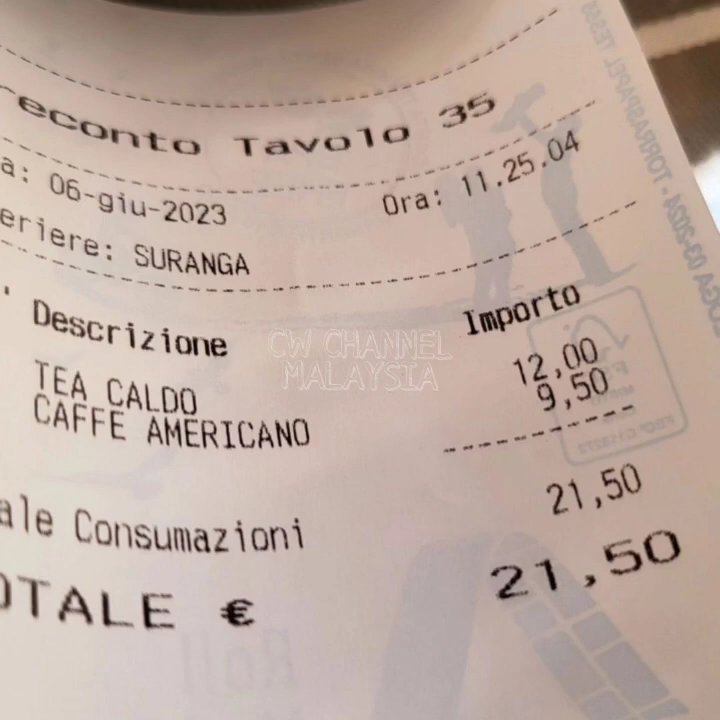 reconto Tavolo 35
a: 06-giu-2023 Ora: 11.25.04
eriere: SURANGA
Descrizione Importo
TEA CALDO 12,00
CAFFE AMERICANO 9,50
21,50
ale Consumazioni
OTALE € 21,50
CW CHANNEL
MALAYSIA